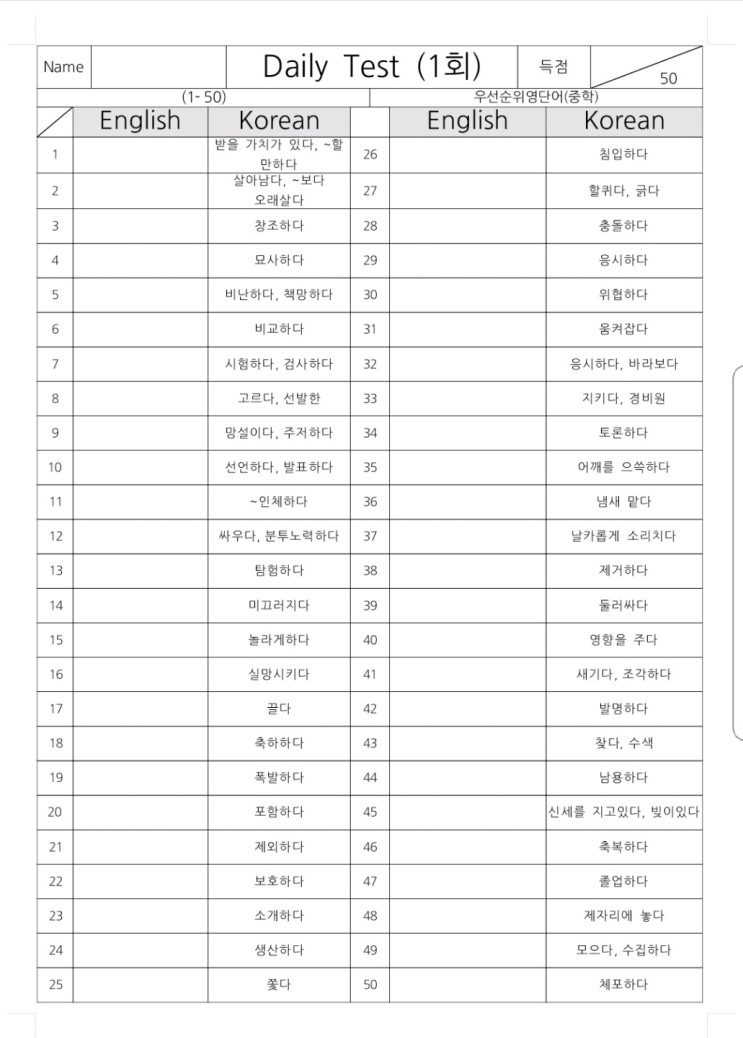 Name
Daily Test (1회)
득점
50
(1-50)
우선순위영단어(중학)
English Korean English Korean
1 받을 가치가 있다, ~할
만하다
26 침입하다
2 살아남다, ~보다
오래살다
27 할퀴다, 긁다
3 창조하다 28 충돌하다
4 묘사하다 29 응시하다
5 비난하다, 책망하다 30 위협하다
6 비교하다 31 움켜잡다
7 시험하다, 검사하다 32 응시하다, 바라보다
8 고르다, 선발한 33 지키다, 경비원
9 망설이다, 주저하다 34 토론하다
10 선언하다, 발표하다 35 어깨를 으쓱하다
11 ~인체하다 36 냄새 맡다
12 싸우다, 분투노력하다 37 날카롭게 소리치다
13 탐험하다 38 제거하다
14 미끄러지다 39 둘러싸다
15 놀라게하다 40 영향을 주다
16 실망시키다 41 새기다, 조각하다
17 끌다 42 발명하다
18 축하하다 43 찾다, 수색
19 폭발하다 44 남용하다
20 포함하다 45 신세를 지고있다, 빚이있다
21 제외하다 46 축복하다
22 보호하다 47 졸업하다
23 소개하다 48 제자리에 놓다
24 생산하다 49 모으다, 수집하다
25 쫓다 50 체포하다